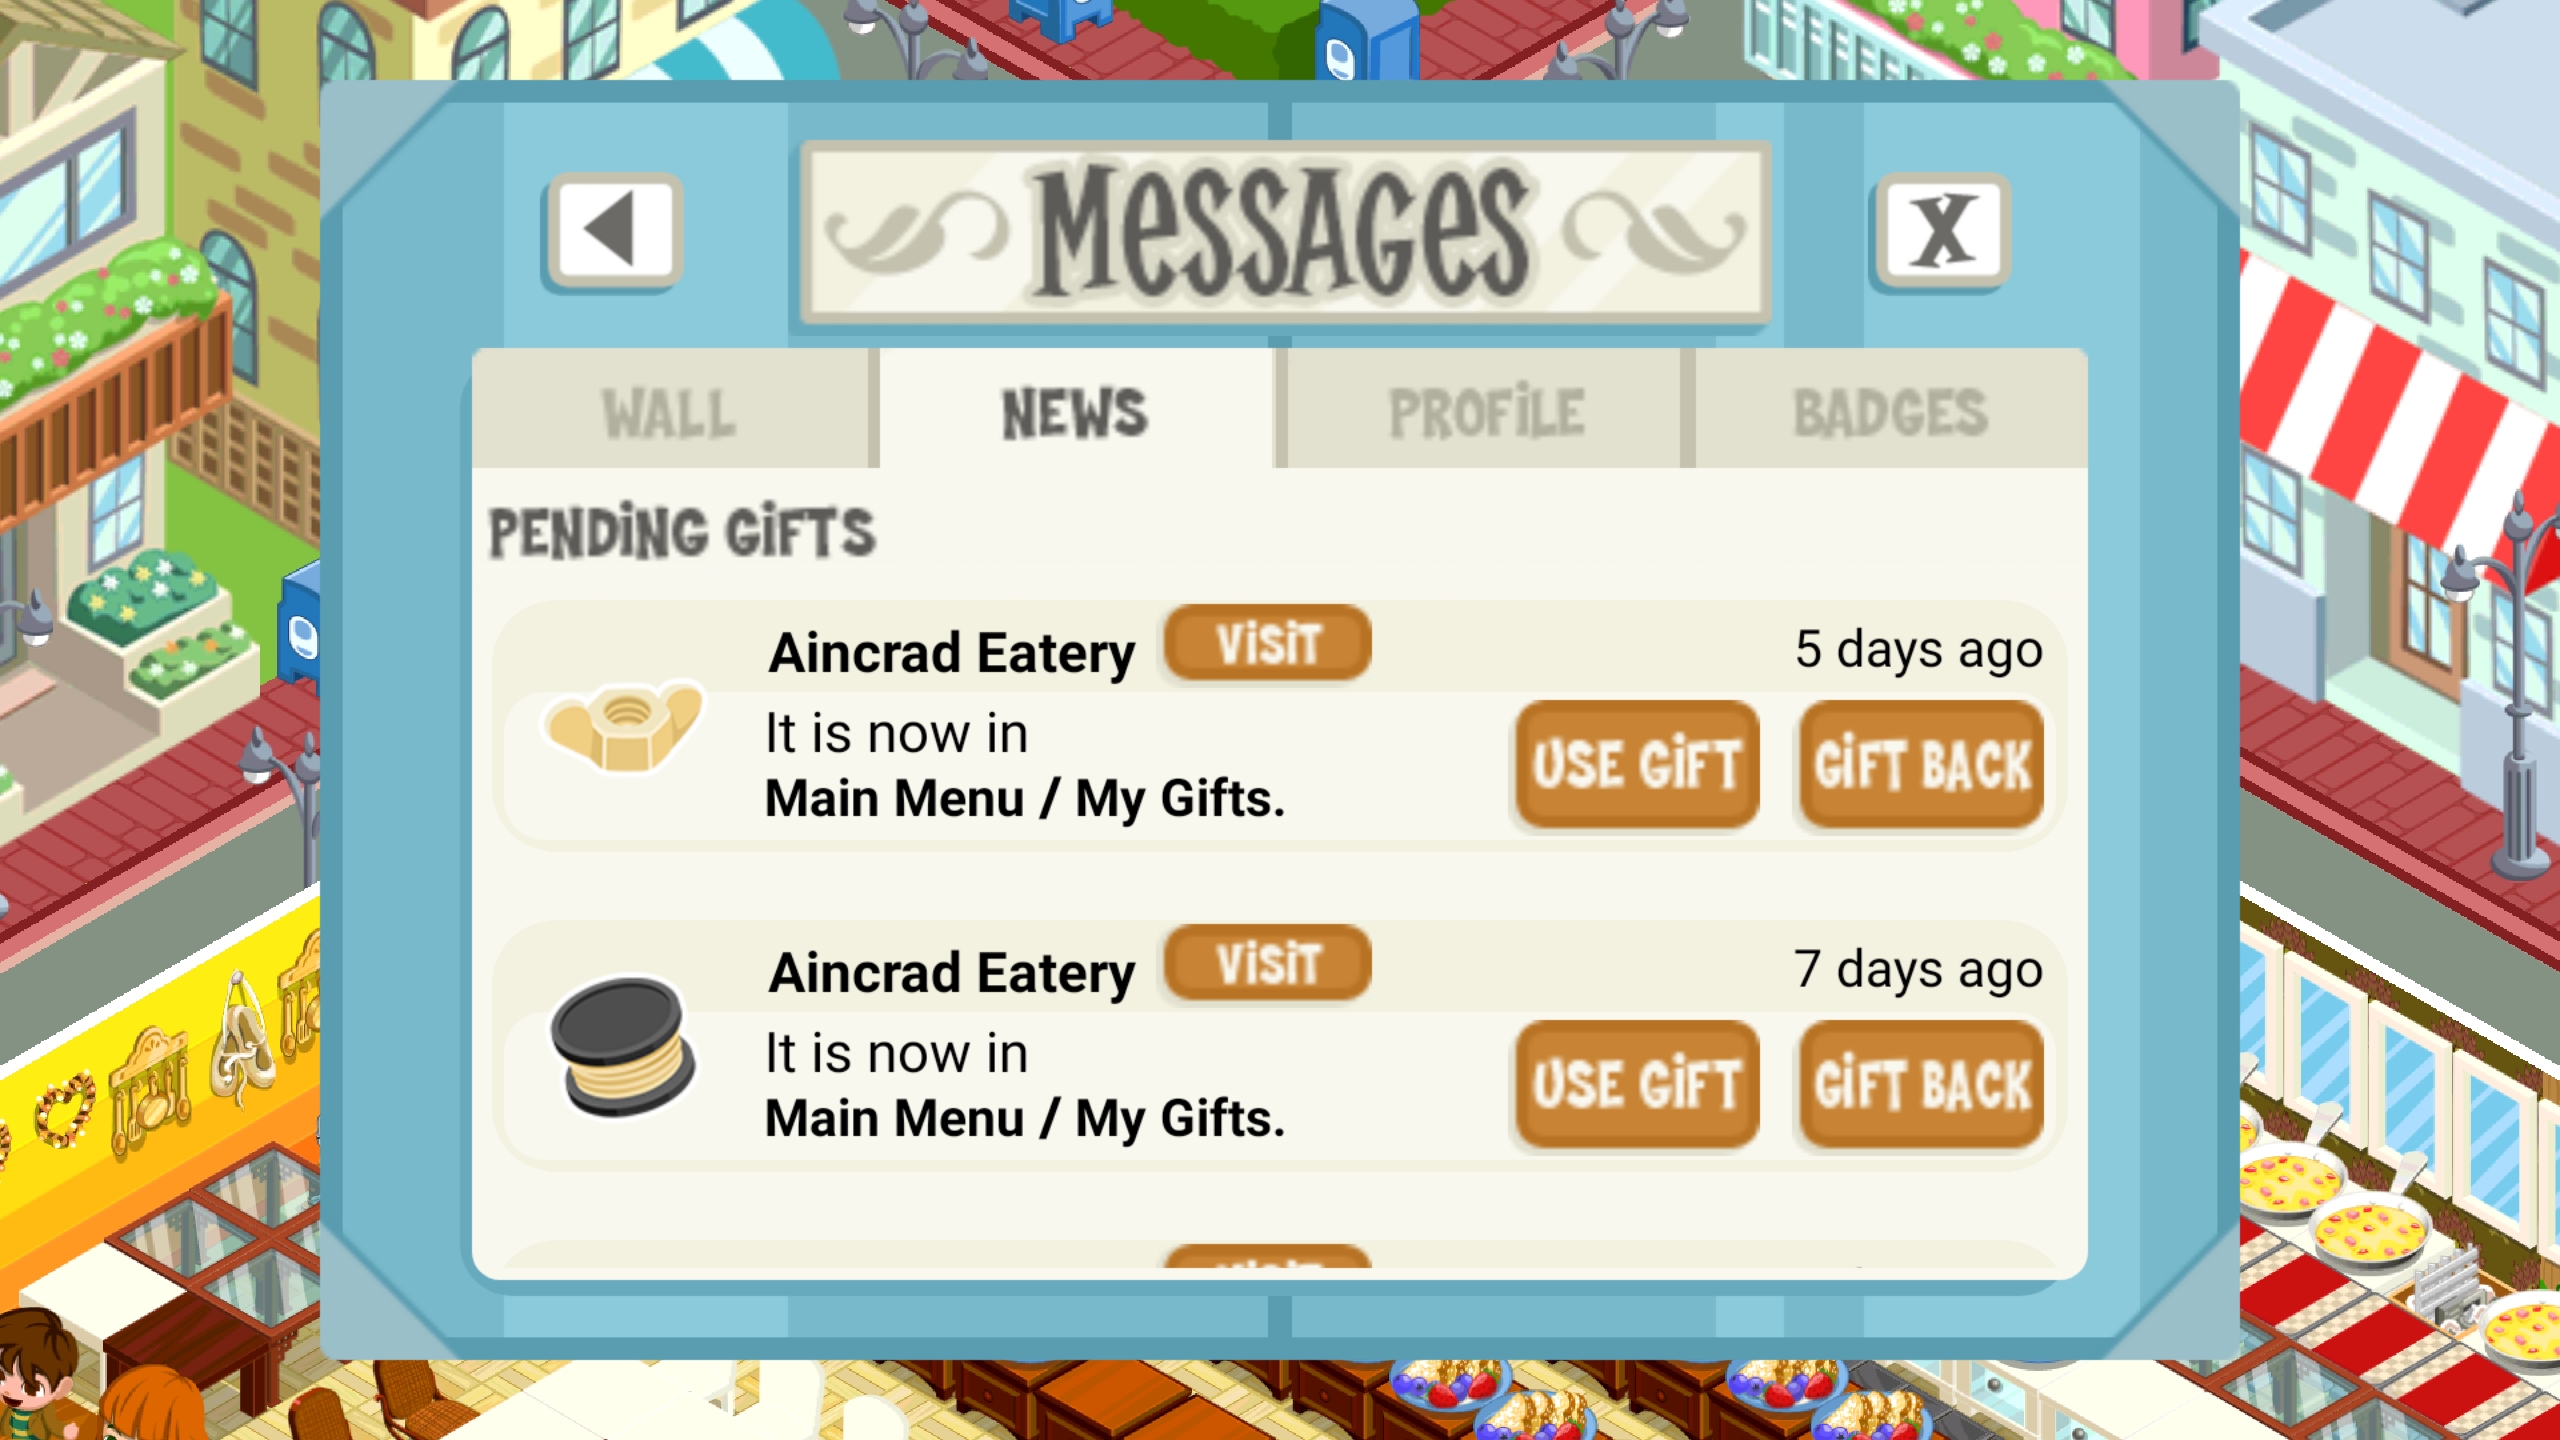 Messages
X
WALL
NEWS
PROFILE
BADGES
PENDING GIFTS
Aincrad Eatery
VISIT
5 days ago
It is now in
Main Menu / My Gifts.
USE GIFT
GIFT BACK
Aincrad Eatery
VISIT
7 days ago
It is now in
Main Menu / My Gifts.
USE GIFT
GIFT BACK
VISIT